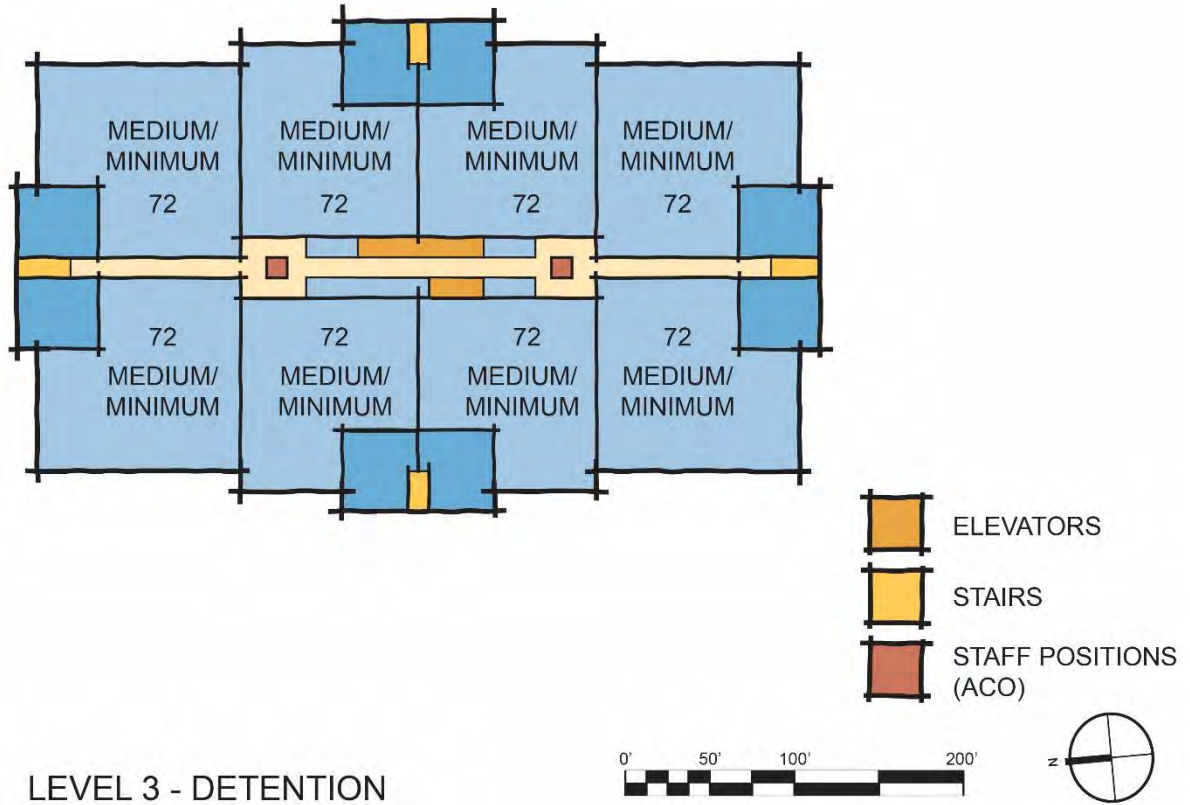 MEDIUM/
MINIMUM
72
MEDIUM/
MINIMUM
72
MEDIUM/
MINIMUM
72
MEDIUM/
MINIMUM
72
72
MEDIUM/
MINIMUM
72
MEDIUM/
MINIMUM
72
MEDIUM/
MINIMUM
72
MEDIUM/
MINIMUM
ELEVATORS
STAIRS
STAFF POSITIONS
(ACO)
LEVEL 3 - DETENTION
0' 50' 100' 200'
N